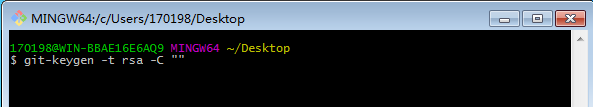 MINGW64:/c/Users/170198/Desktop
170198@WIN-BBAE16E6AQ9 MINGW64 ~/Desktop
$ git-keygen -t rsa -C ""